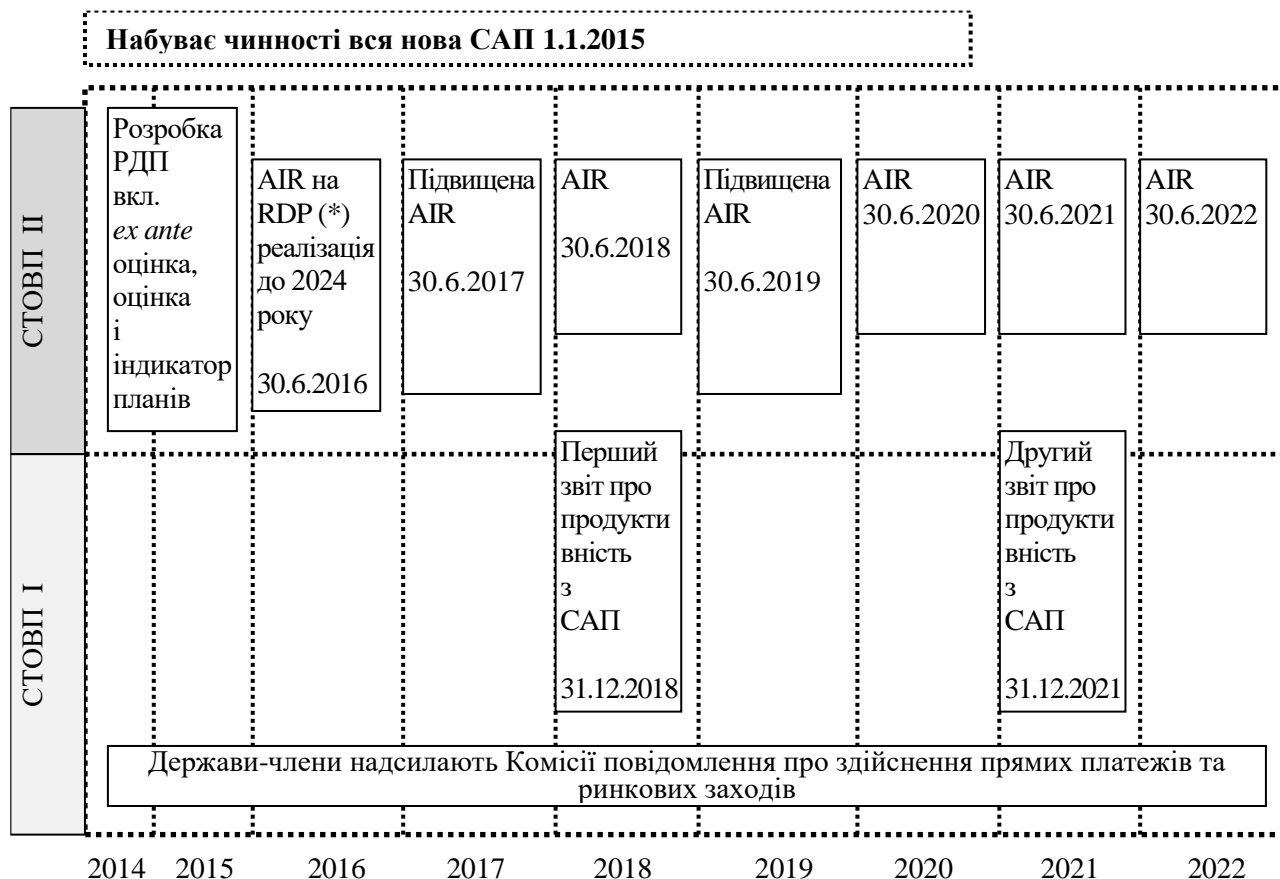 Набуває чинності вся нова САП 1.1.2015
СТОВП II
Розробка
РДП
вкл.
ex ante
оцінка,
оцінка
і
індикатор
планів
AIR на
RDP (*)
реалізація
до 2024
року
30.6.2016
Підвищена
AIR
30.6.2017
AIR
30.6.2018
Підвищена
AIR
30.6.2019
AIR
30.6.2020
AIR
30.6.2021
AIR
30.6.2022
СТОВП I
Перший
звіт про
продукти
вність
з
САП
31.12.2018
Другий
звіт про
продукти
вність
з
САП
31.12.2021
Держави-члени надсилають Комісії повідомлення про здійснення прямих платежів та
ринкових заходів
2014 2015 2016 2017 2018 2019 2020 2021 2022